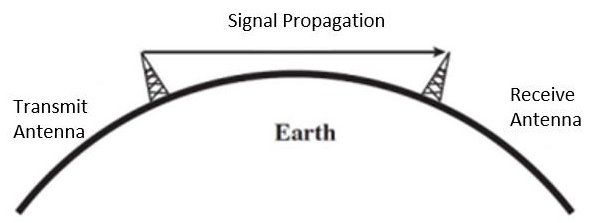 Signal Propagation
Transmit
Antenna
Receive
Antenna
Earth